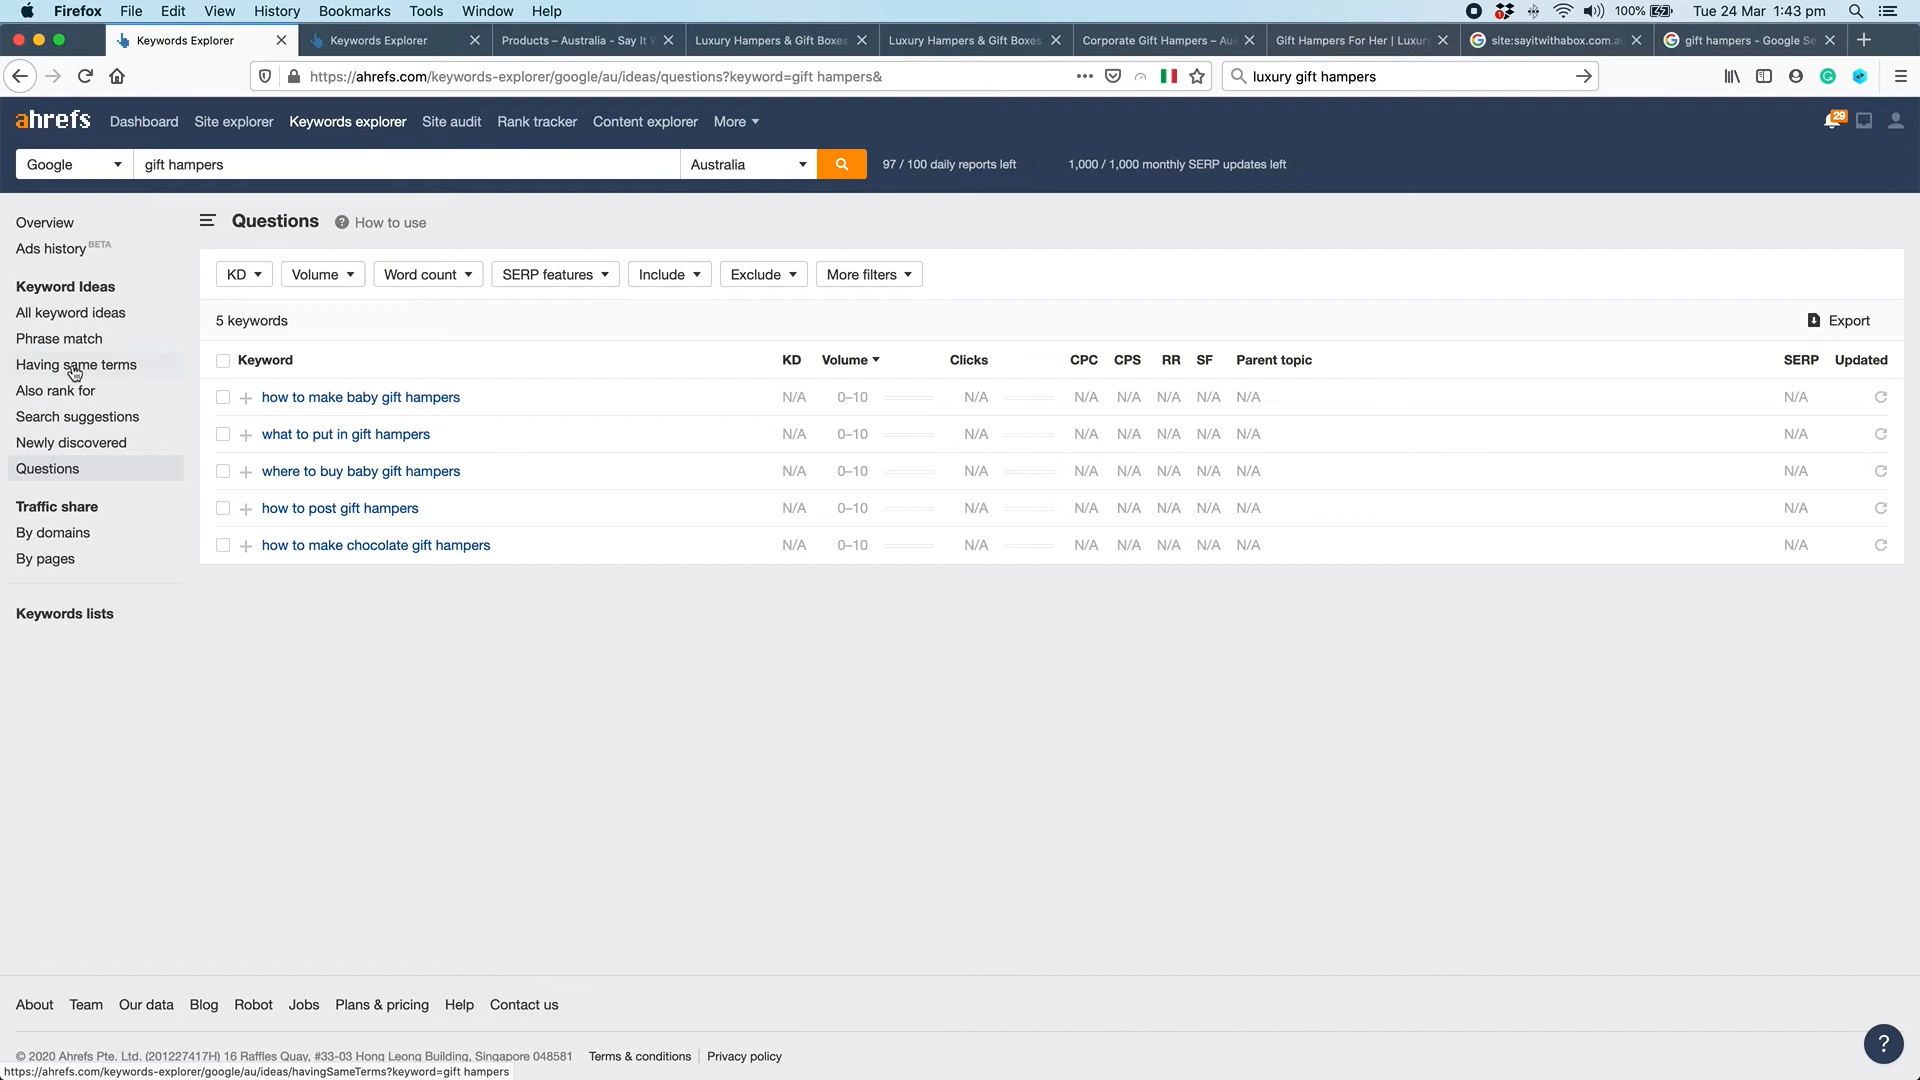 Firefox File Edit View History Bookmarks Tools Window Help 100% Tue 24 Mar 1:43 pm
Keywords Explorer Keywords Explorer Products – Australia - Say It Luxury Hampers & Gift Boxes Luxury Hampers & Gift Boxes Corporate Gift Hampers – Au Gift Hampers For Her | Luxury site:sayitwithabox.com.a gift hampers - Google Se
https://ahrefs.com/keywords-explorer/google/au/ideas/questions?keyword=gift hampers& luxury gift hampers
ahrefs Dashboard Site explorer Keywords explorer Site audit Rank tracker Content explorer More 29
Google gift hampers Australia 97 / 100 daily reports left 1,000 / 1,000 monthly SERP updates left
Overview
Ads history BETA
Keyword Ideas
All keyword ideas
Phrase match
Having same terms
Also rank for
Search suggestions
Newly discovered
Questions
Traffic share
By domains
By pages
Keywords lists
Questions ? How to use
KD Volume Word count SERP features Include Exclude More filters
5 keywords Export
Keyword KD Volume Clicks CPC CPS RR SF Parent topic SERP Updated
how to make baby gift hampers N/A 0–10 N/A N/A N/A N/A N/A N/A N/A
what to put in gift hampers N/A 0–10 N/A N/A N/A N/A N/A N/A N/A
where to buy baby gift hampers N/A 0–10 N/A N/A N/A N/A N/A N/A N/A
how to post gift hampers N/A 0–10 N/A N/A N/A N/A N/A N/A N/A
how to make chocolate gift hampers N/A 0–10 N/A N/A N/A N/A N/A N/A N/A
About Team Our data Blog Robot Jobs Plans & pricing Help Contact us
© 2020 Ahrefs Pte. Ltd. (201227417H) 16 Raffles Quay, #33-03 Hong Leong Building, Singapore 048581 Terms & conditions Privacy policy
?
https://ahrefs.com/keywords-explorer/google/au/ideas/havingSameTerms?keyword=gift hampers